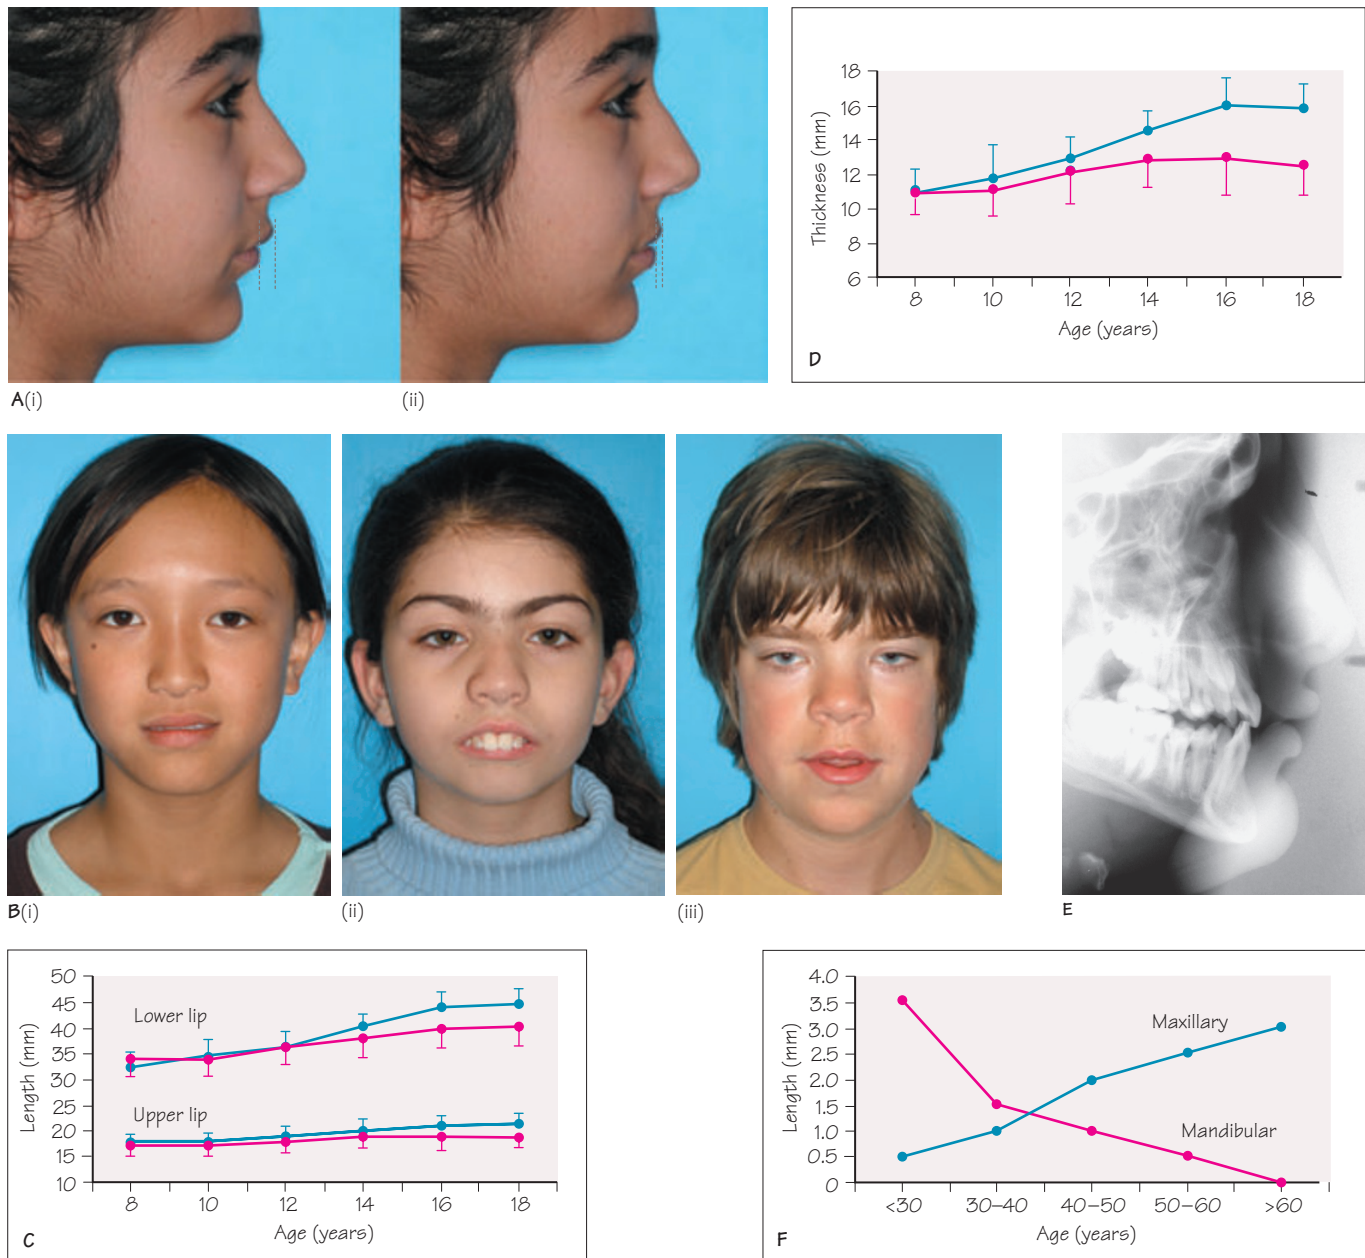 A(i)
(ii)
18
16
14
12
10
8
6
Thickness (mm)
8 10 12 14 16 18
Age (years)
D
B(i)
(ii)
(iii)
E
50
45
40
35
30
25
20
15
10
Length (mm)
Lower lip
Upper lip
8 10 12 14 16 18
Age (years)
C
4.0
3.5
3.0
2.5
2.0
1.5
1.0
0.5
0
Length (mm)
Maxillary
Mandibular
<30 30–40 40–50 50–60 >60
Age (years)
F